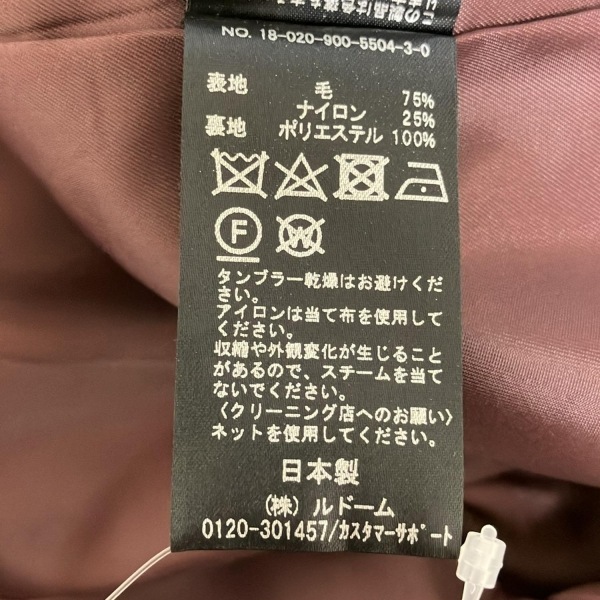 この製品は
NO. 18-020-900-5504-3-0
表地 毛 75%
ナイロン 25%
裏地 ポリエステル 100%
F W
タンブラー乾燥はお避けくだ
さい。
アイロンは当て布を使用して
ください。
収縮や外観変化が生じること
があるので、スチームを当て
ないでください。
〈クリーニング店へのお願い〉
ネットを使用してください。
日本製
(株) ルドーム
0120-301457/カスタマーサポート